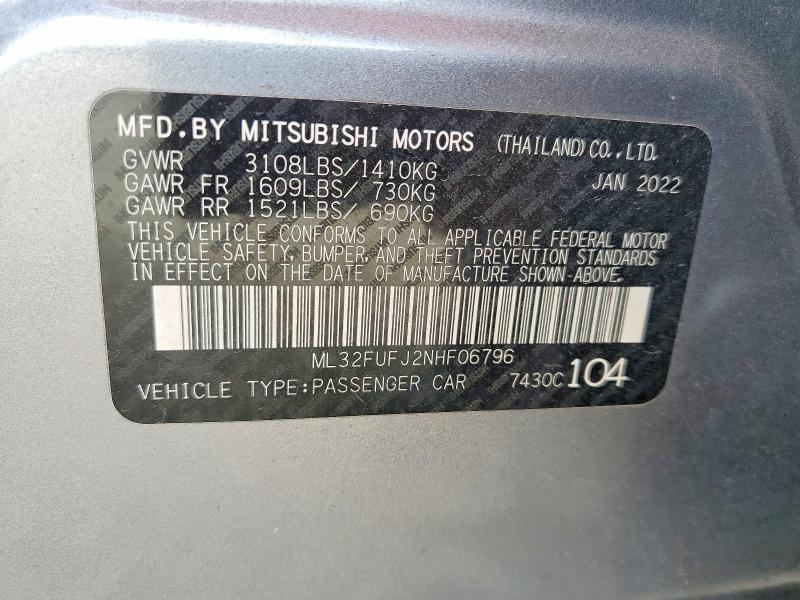 MFD.BY MITSUBISHI MOTORS (THAILAND) CO.,LTD.
GVWR 3108LBS/1410KG JAN 2022
GAWR FR 1609LBS/ 730KG
GAWR RR 1521LBS/ 690KG
THIS VEHICLE CONFORMS TO ALL APPLICABLE FEDERAL MOTOR
VEHICLE SAFETY, BUMPER, AND THEFT PREVENTION STANDARDS
IN EFFECT ON THE DATE OF MANUFACTURE SHOWN ABOVE.
ML32FUFJ2NHF06796
VEHICLE TYPE:PASSENGER CAR 7430C 104